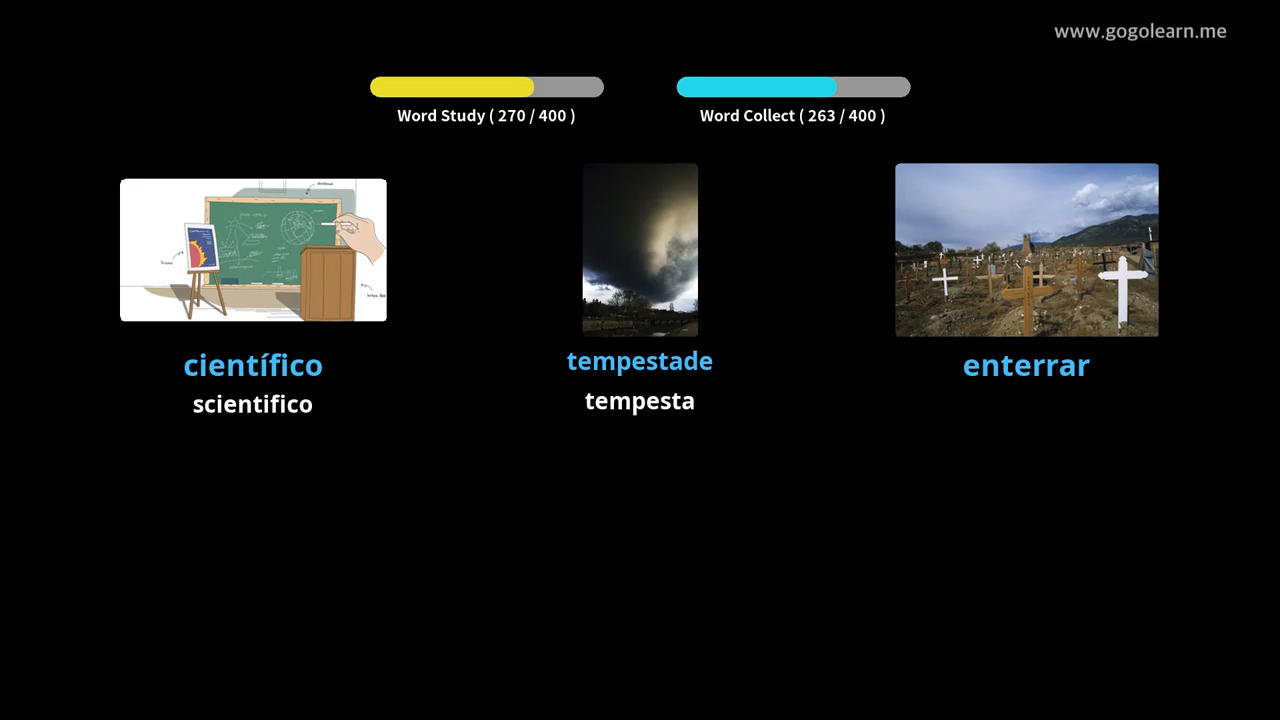 www.gogolearn.me
Word Study ( 270 / 400 )
Word Collect ( 263 / 400 )
científico
scientifico
tempestade
tempesta
enterrar